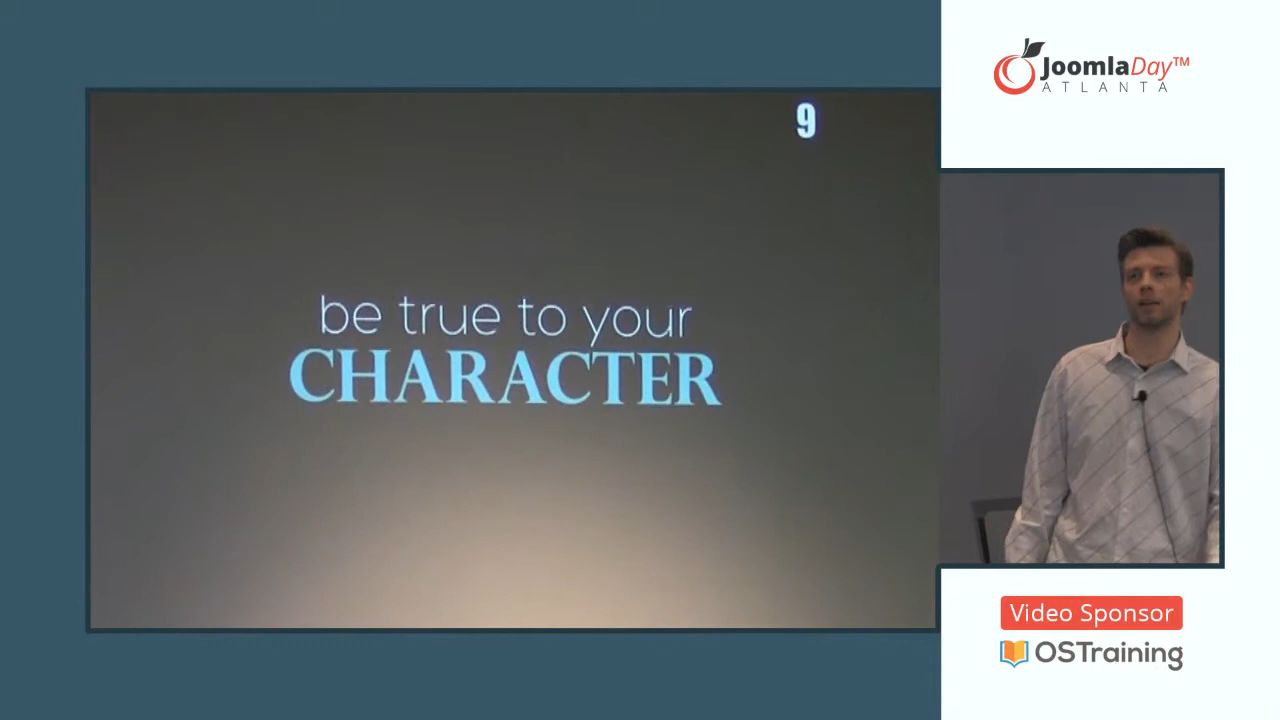 9
be true to your
CHARACTER
JoomlaDay™
ATLANTA
Video Sponsor
OSTraining